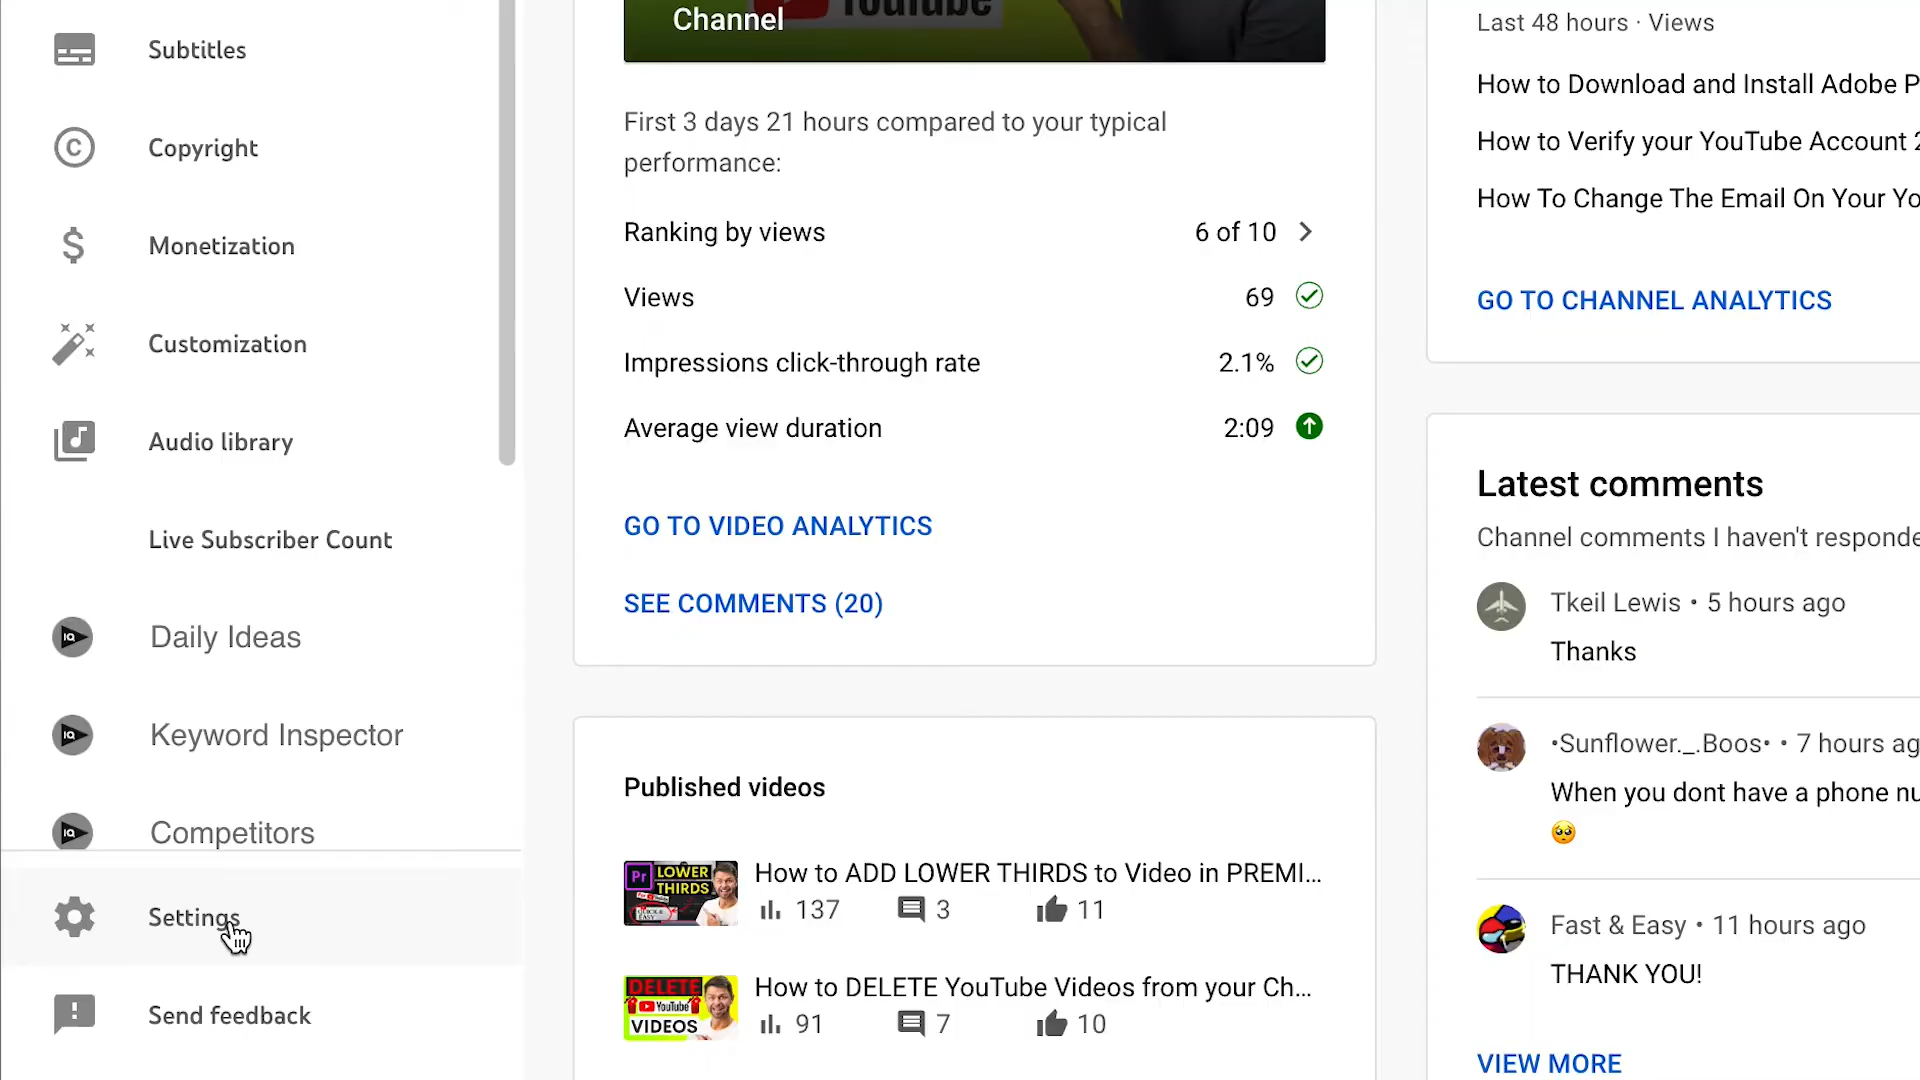 Subtitles
Copyright
Monetization
Customization
Audio library
Live Subscriber Count
Daily Ideas
Keyword Inspector
Competitors
Settings
Send feedback
YouTube
Channel
First 3 days 21 hours compared to your typical
performance:
Ranking by views 6 of 10
Views 69
Impressions click-through rate 2.1%
Average view duration 2:09
GO TO VIDEO ANALYTICS
SEE COMMENTS (20)
Published videos
Pr LOWER
THIRDS
How to ADD LOWER THIRDS to Video in PREMI...
137 3 11
DELETE
YouTube
VIDEOS
How to DELETE YouTube Videos from your Ch...
91 7 10
Last 48 hours · Views
How to Download and Install Adobe P
How to Verify your YouTube Account 2
How To Change The Email On Your Yo
GO TO CHANNEL ANALYTICS
Latest comments
Channel comments I haven't responde
Tkeil Lewis • 5 hours ago
Thanks
•Sunflower._.Boos• • 7 hours ag
When you dont have a phone nu
🥺
Fast & Easy • 11 hours ago
THANK YOU!
VIEW MORE